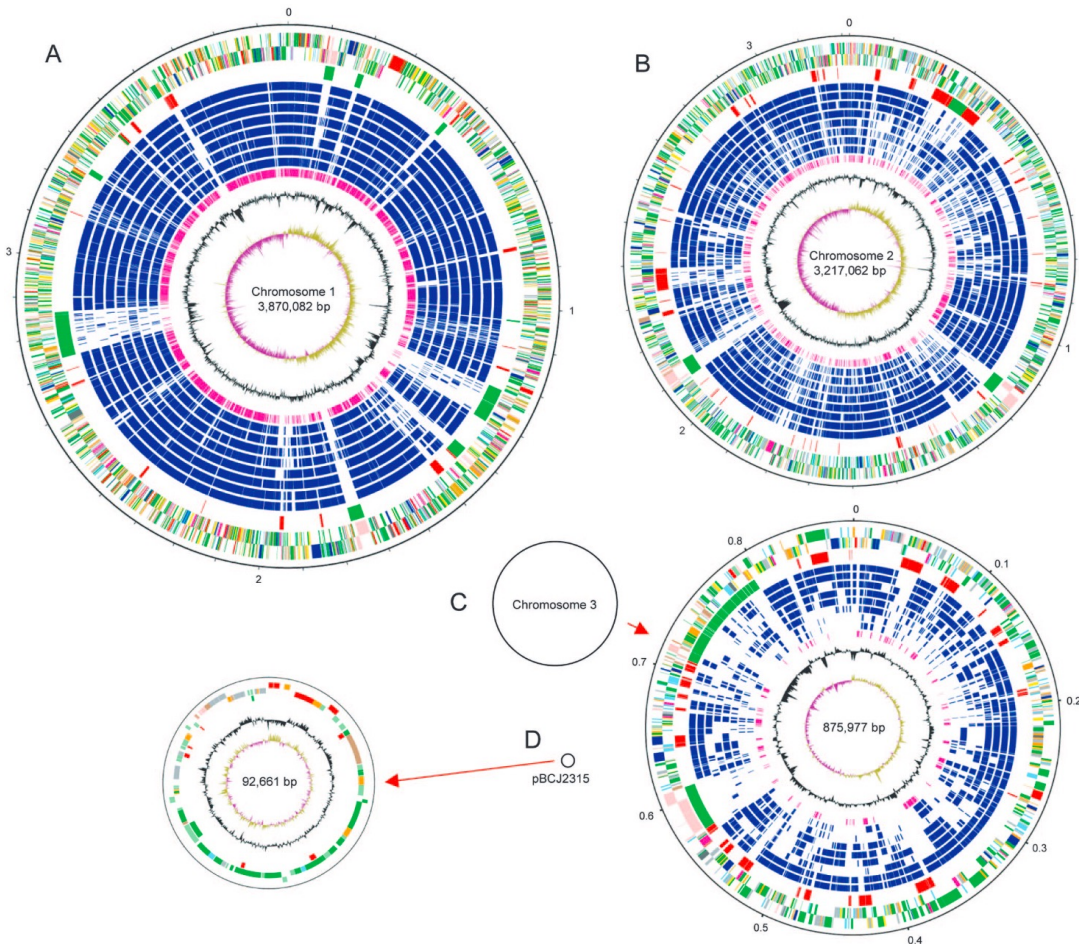 A
0
1
2
3
Chromosome 1
3,870,082 bp
B
0
1
2
3
Chromosome 2
3,217,062 bp
C
Chromosome 3
0
0.1
0.2
0.3
0.4
0.5
0.6
0.7
0.8
875,977 bp
D
pBCJ2315
92,661 bp